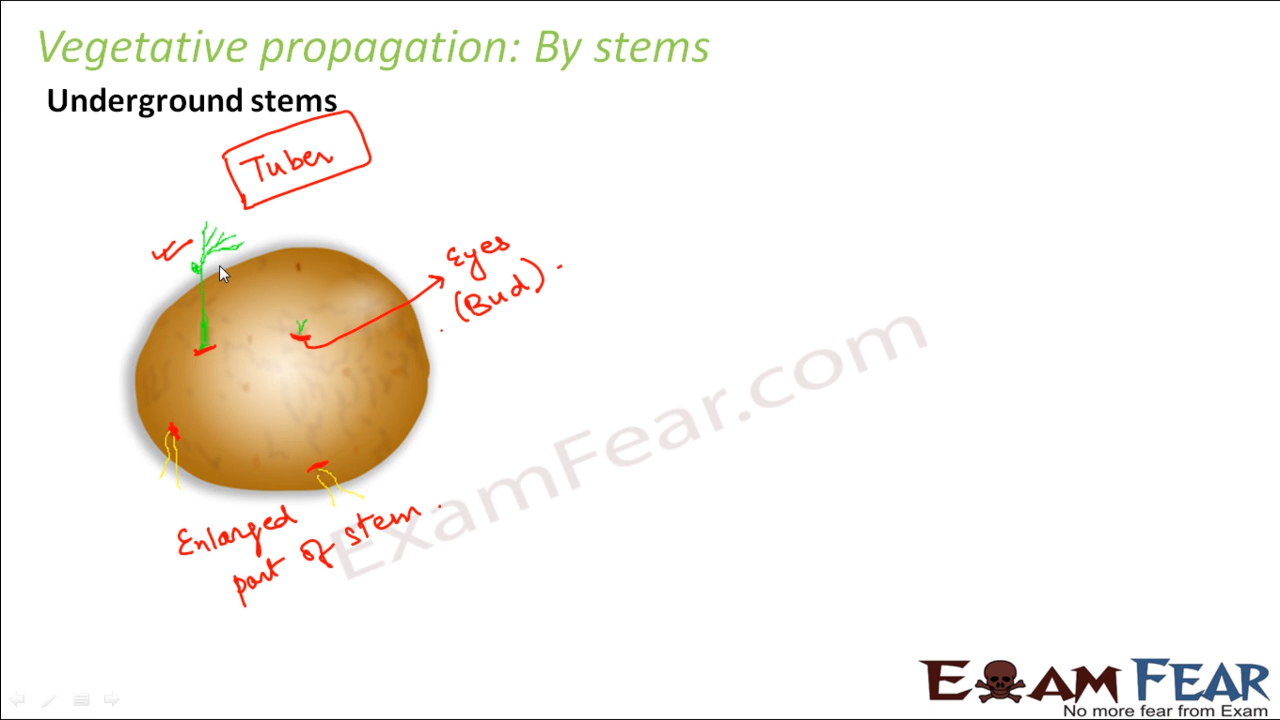 Vegetative propagation: By stems
Underground stems
Tuber
Eyes
(Bud).
Enlarged
part of stem.
ExamFear.com
EXAM FEAR
No more fear from Exam